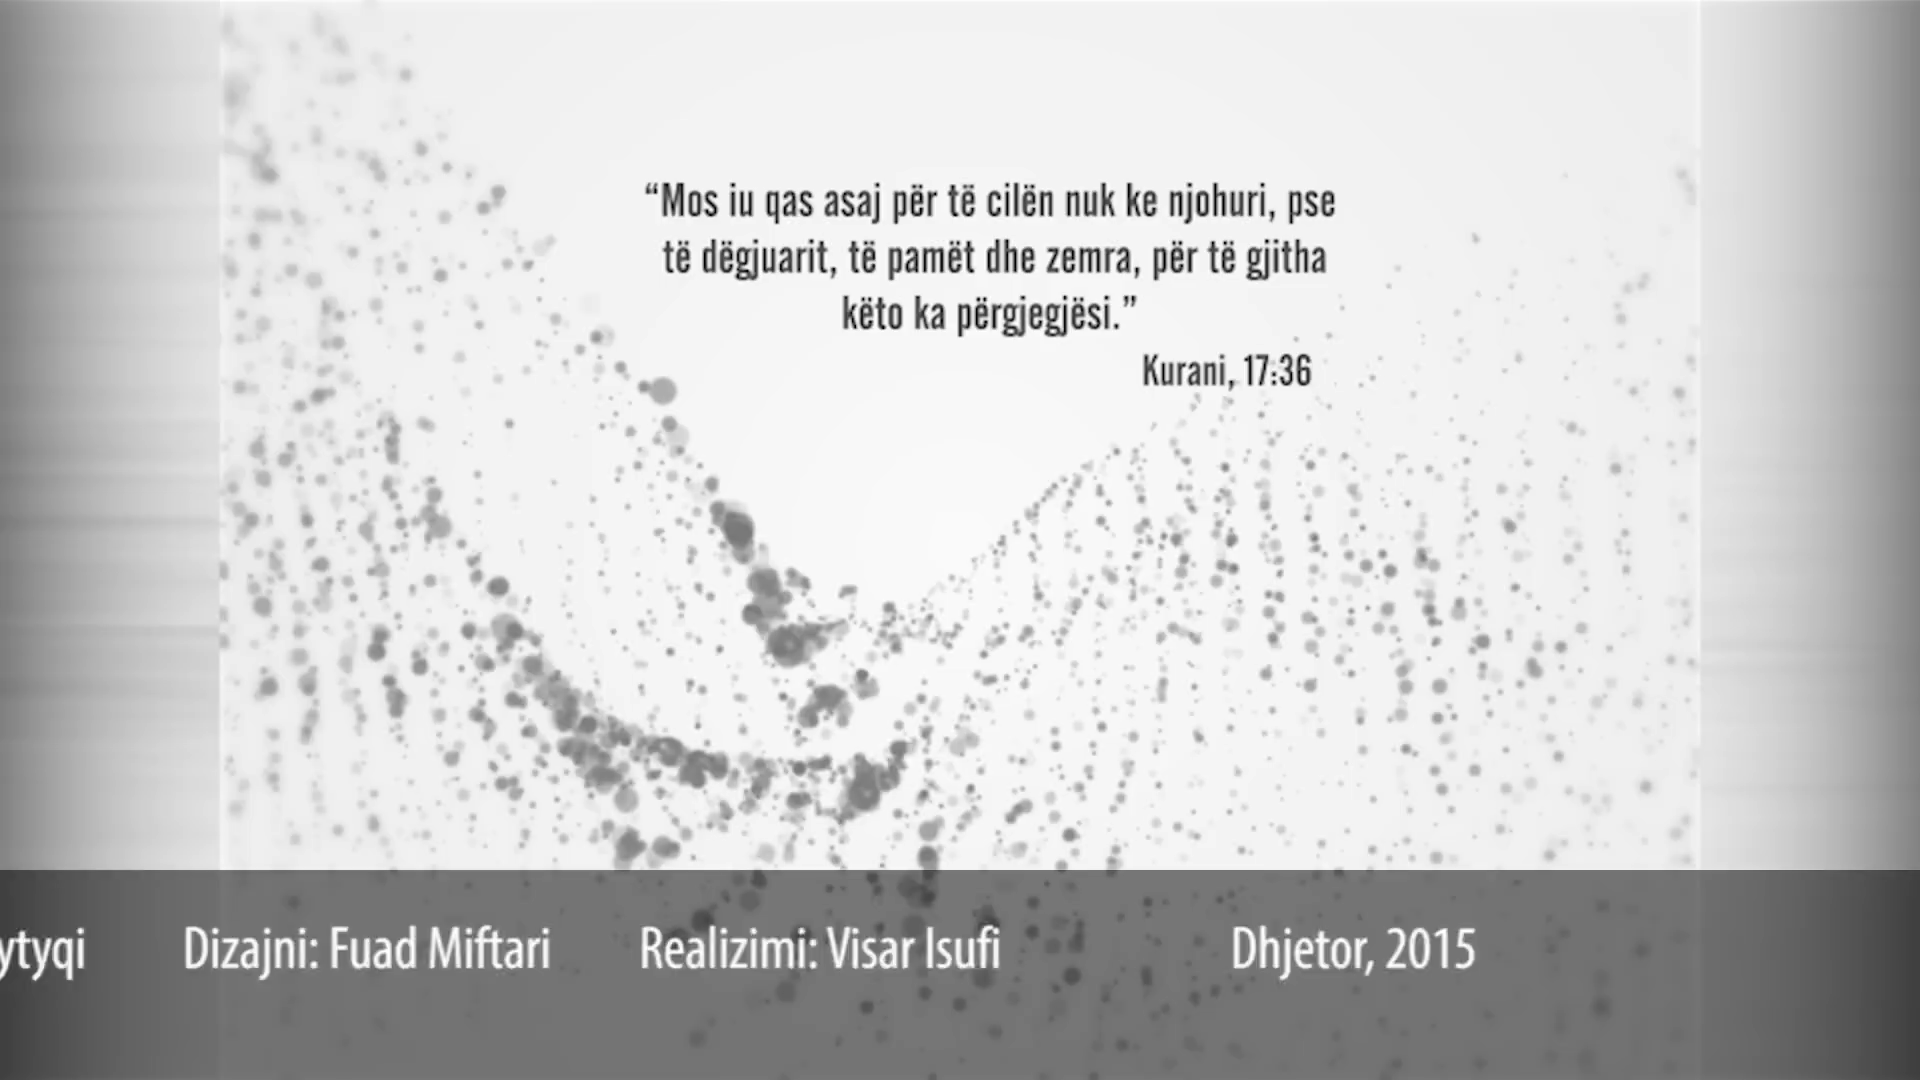 “Mos iu qas asaj për të cilën nuk ke njohuri, pse
të dëgjuarit, të pamët dhe zemra, për të gjitha
këto ka përgjegjësi.”
Kurani, 17:36
ytyqi Dizajni: Fuad Miftari Realizimi: Visar Isufi Dhjetor, 2015